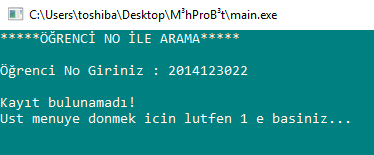 C:\Users\toshiba\Desktop\M³hProB³t\main.exe
*****ÖĞRENCİ NO İLE ARAMA*****
Öğrenci No Giriniz : 2014123022
Kayıt bulunamadı!
Ust menuye donmek icin lutfen 1 e basiniz...